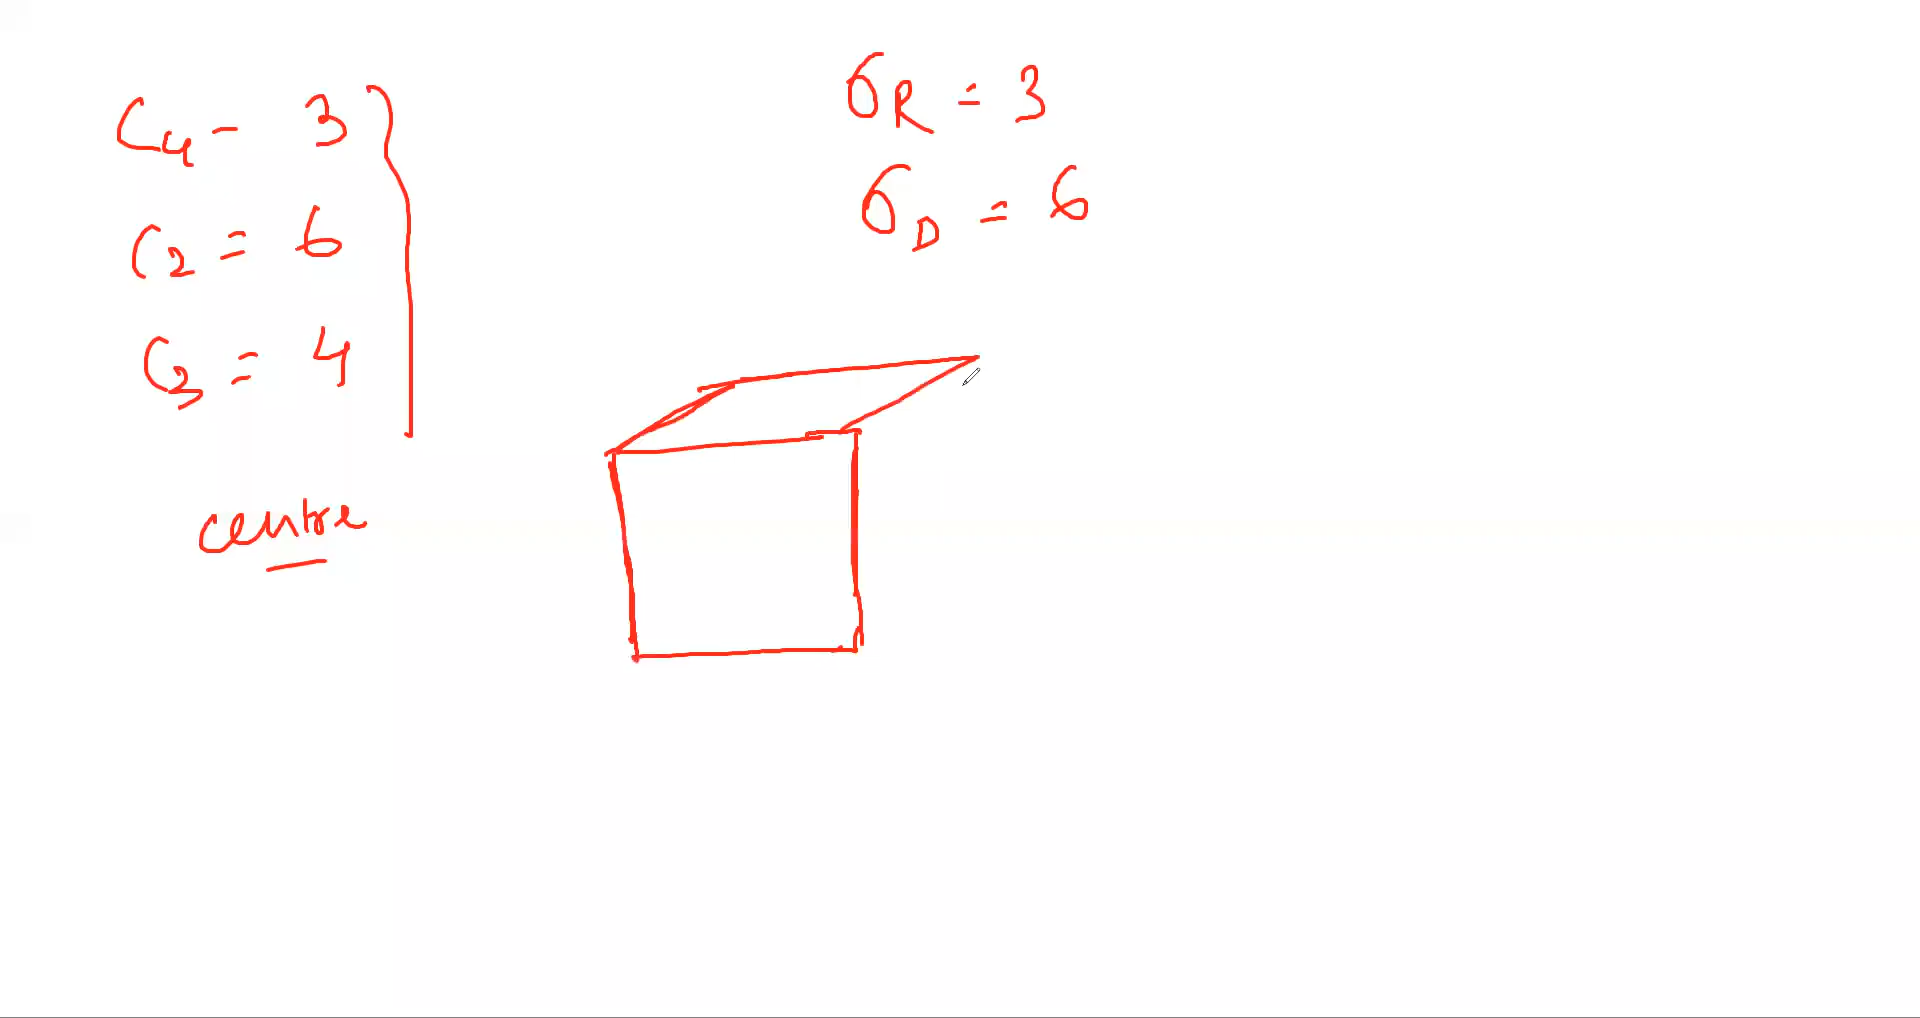 C4 - 3
C2 = 6
C3 = 4
centre
σR = 3
σD = 6